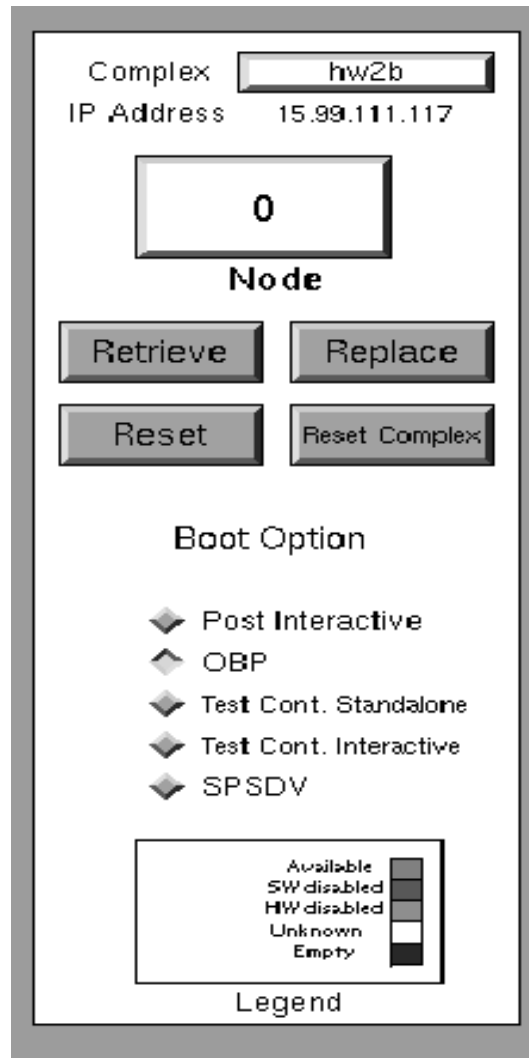 Complex hw2b
IP Address 15.99.111.117
0
Node
Retrieve Replace
Reset Reset Complex
Boot Option
Post Interactive
OBP
Test Cont. Standalone
Test Cont. Interactive
SPSDV
Available
SW disabled
HW disabled
Unknown
Empty
Legend